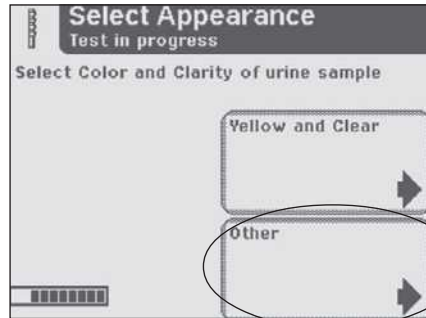 Select Appearance
Test in progress
Select Color and Clarity of urine sample
Yellow and Clear
Other